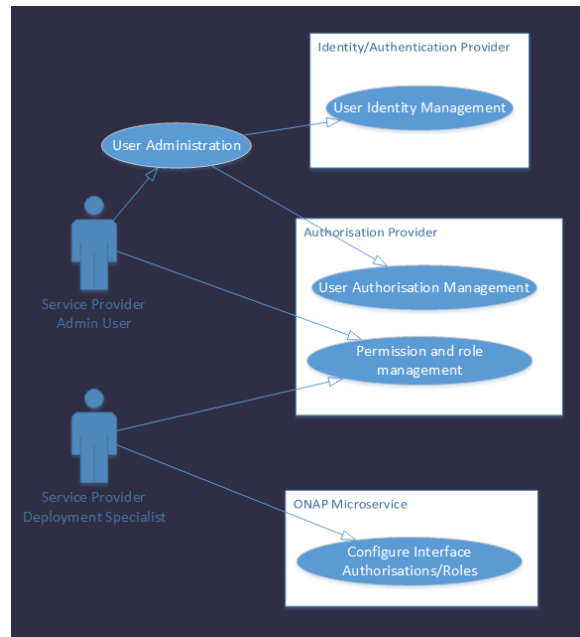 Identity/Authentication Provider
User Identity Management
User Administration
Authorisation Provider
User Authorisation Management
Service Provider
Admin User
Permission and role
management
Service Provider
Deployment Specialist
ONAP Microservice
Configure Interface
Authorisations/Roles